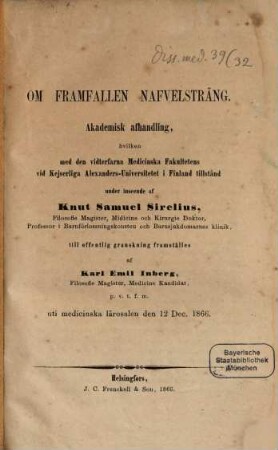 Diss. med. 39(32
OM FRAMFALLEN NAFVELSTRÅNG.
Akademisk afhandling,
hvilken
med den vidterfarna Medicinska Fakultetens
vid Kejserliga Alexanders-Universitetet i Finland tillstånd
under inseende af
Knut Samuel Sirelius,
Filosofie Magister, Medicine och Kirurgie Doktor,
Professor i Barnförlossningskonsten och Barnsjukdomarnes klinik,
till offentlig granskning framställes
af
Karl Emil Inberg,
Filosofie Magister, Medicine Kandidat,
p. v. t. f. m.
uti medicinska lärosalen den 12 Dec. 1866.
Bayerische
Staatsbibliothek
München
Helsingfors,
J. C. Frenckell & Son, 1866.